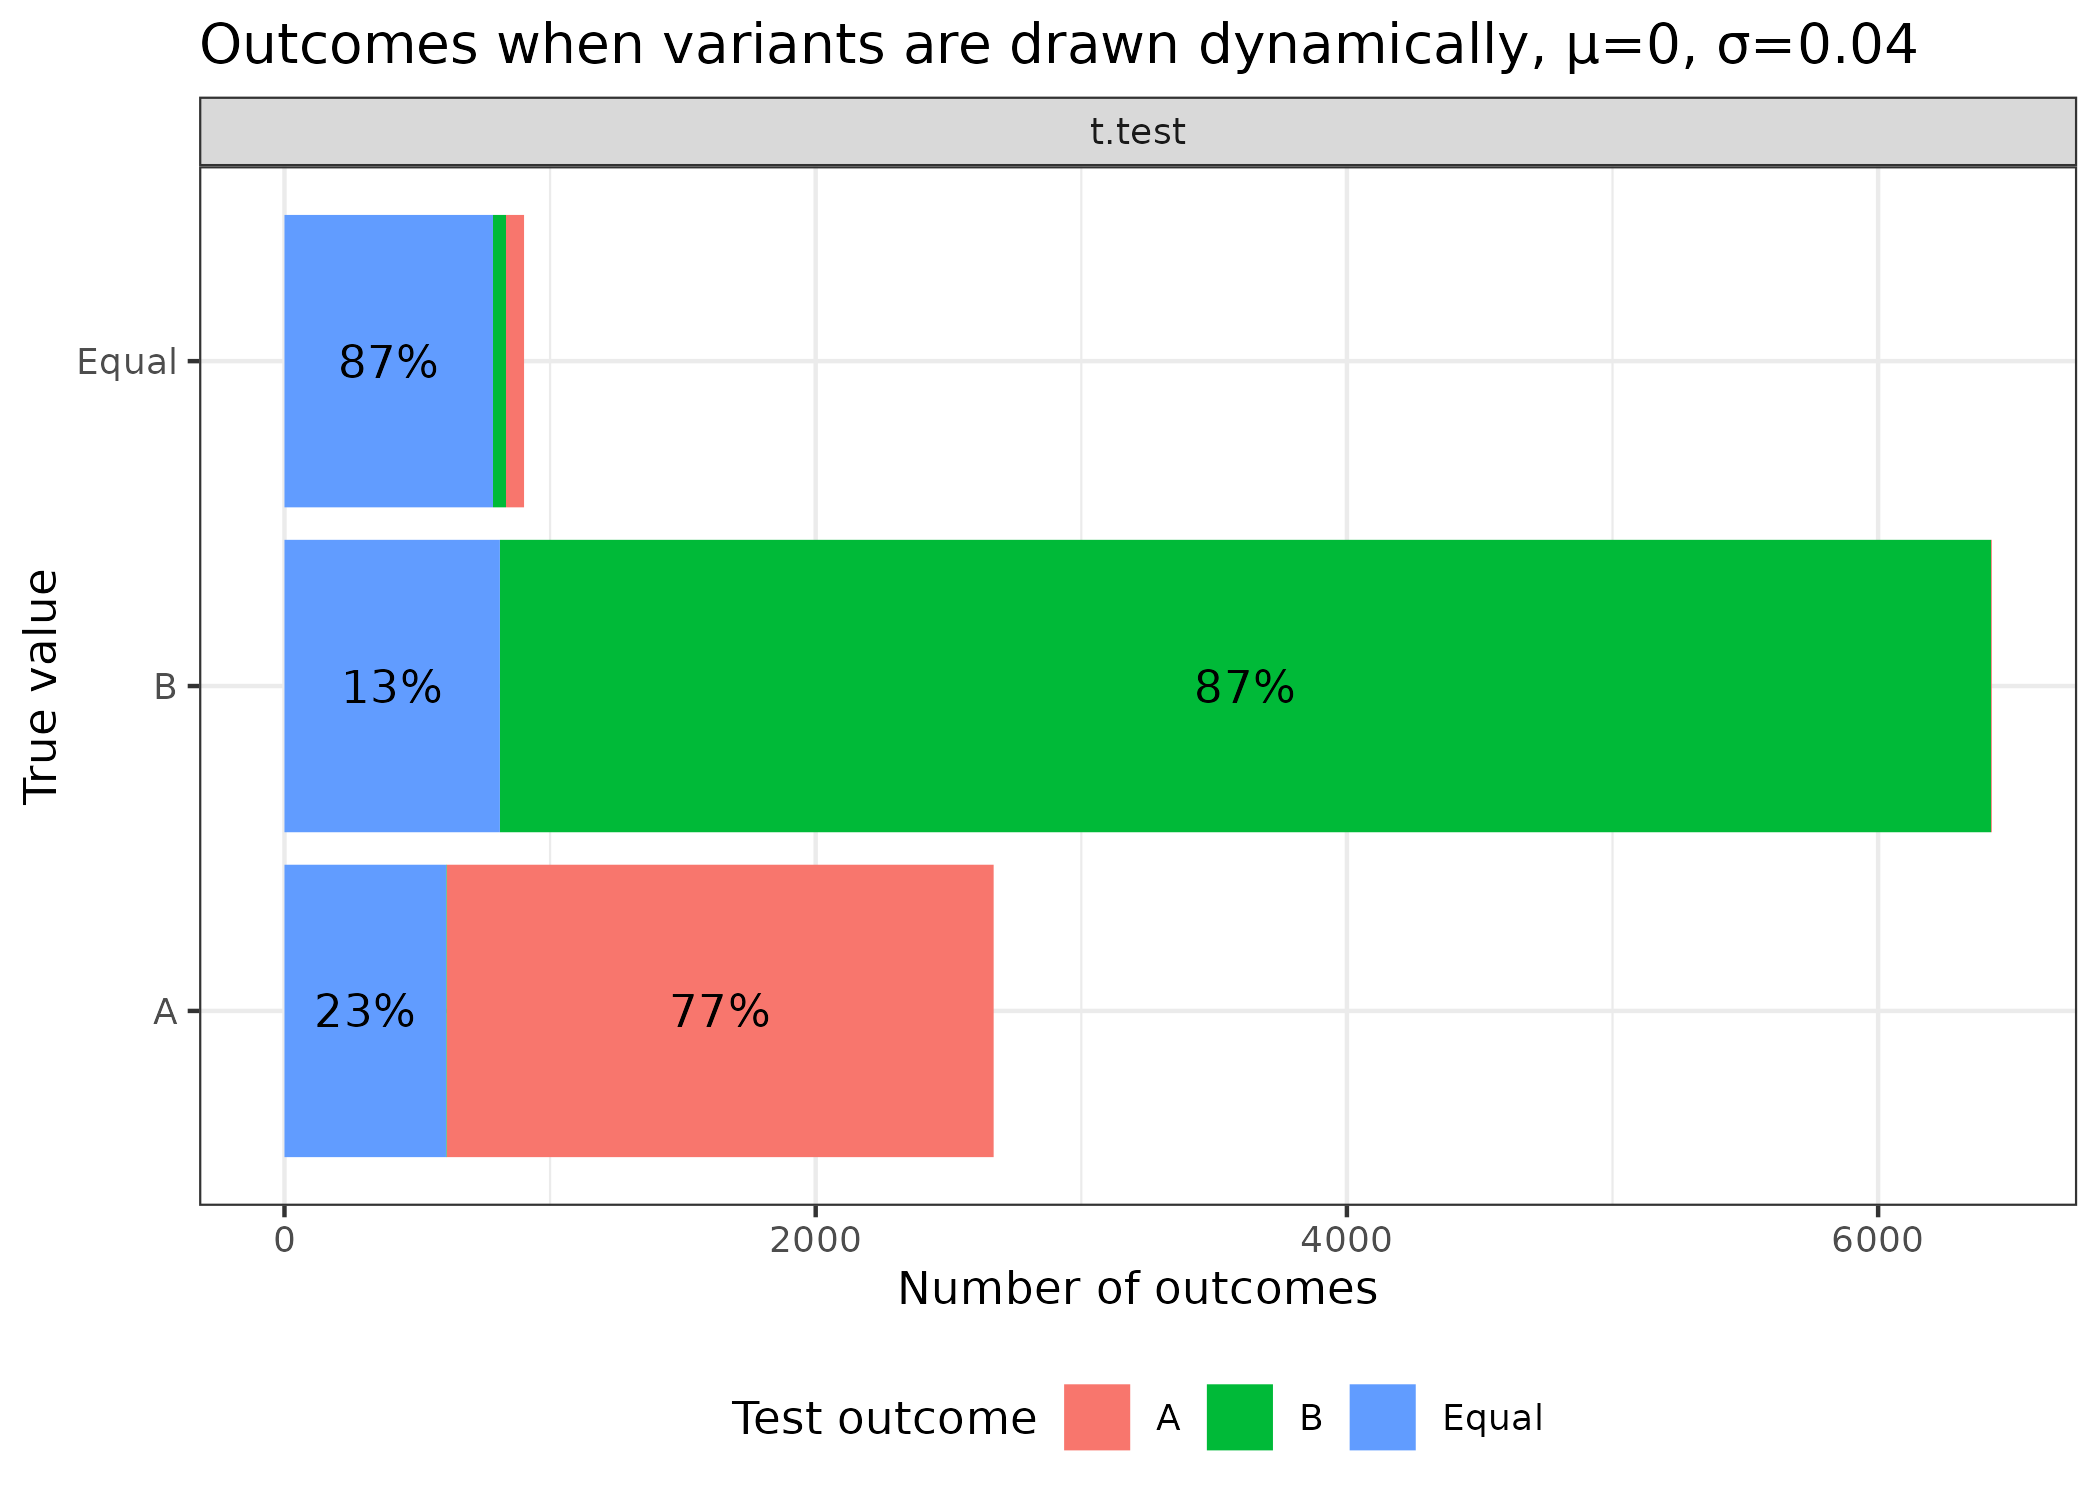 Outcomes when variants are drawn dynamically, μ=0, σ=0.04
t.test
True value
Equal
87%
B
13%
87%
A
23%
77%
0
2000
4000
6000
Number of outcomes
Test outcome
A
B
Equal